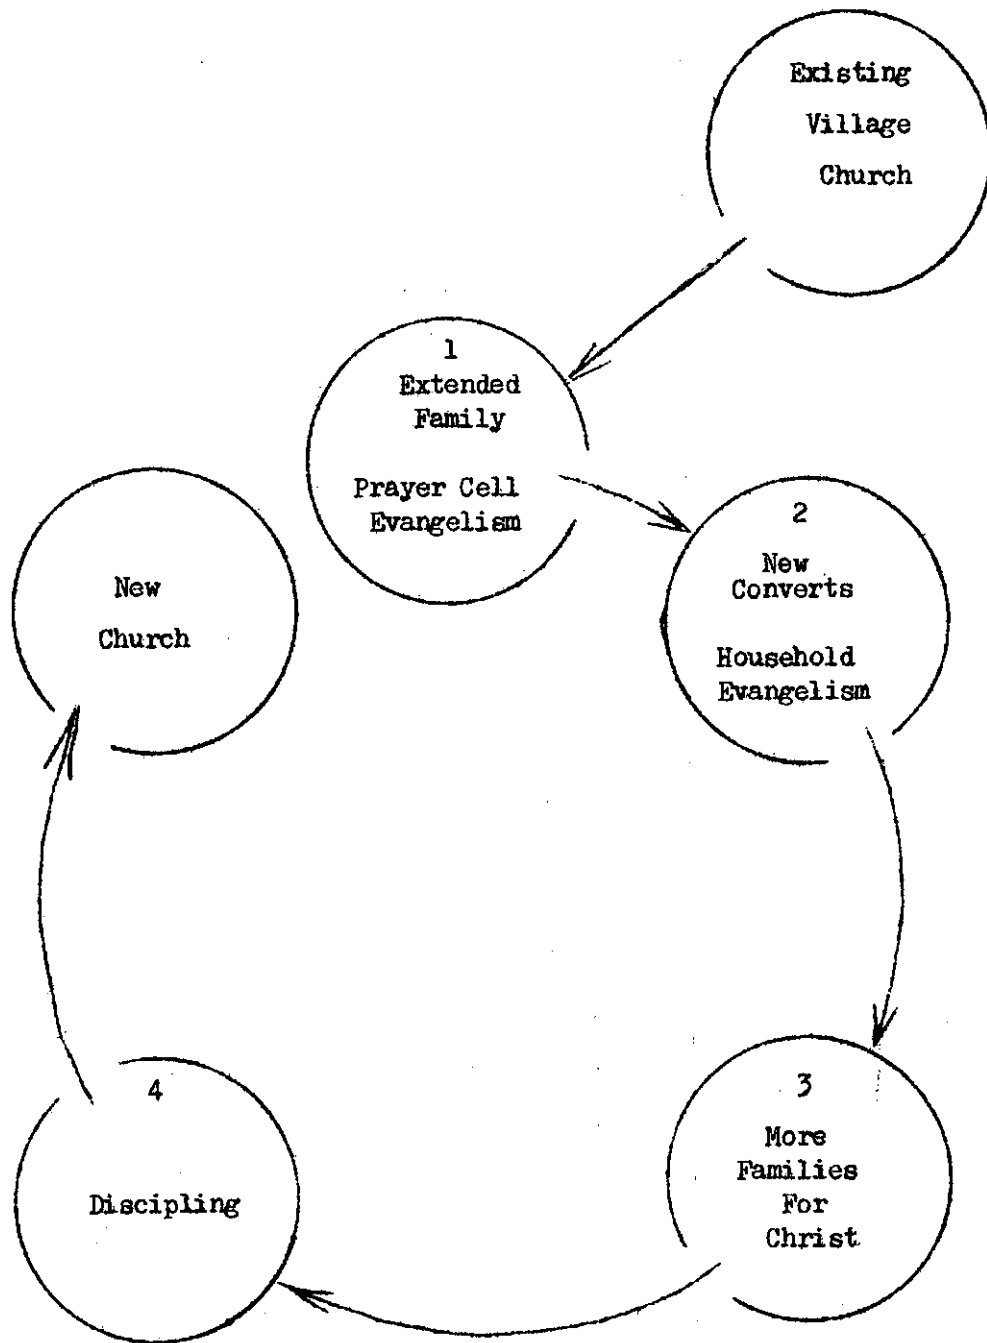 Existing
Village
Church
1
Extended
Family
Prayer Cell
Evangelism
2
New
Converts
Household
Evangelism
3
More
Families
For
Christ
4
Discipling
New
Church